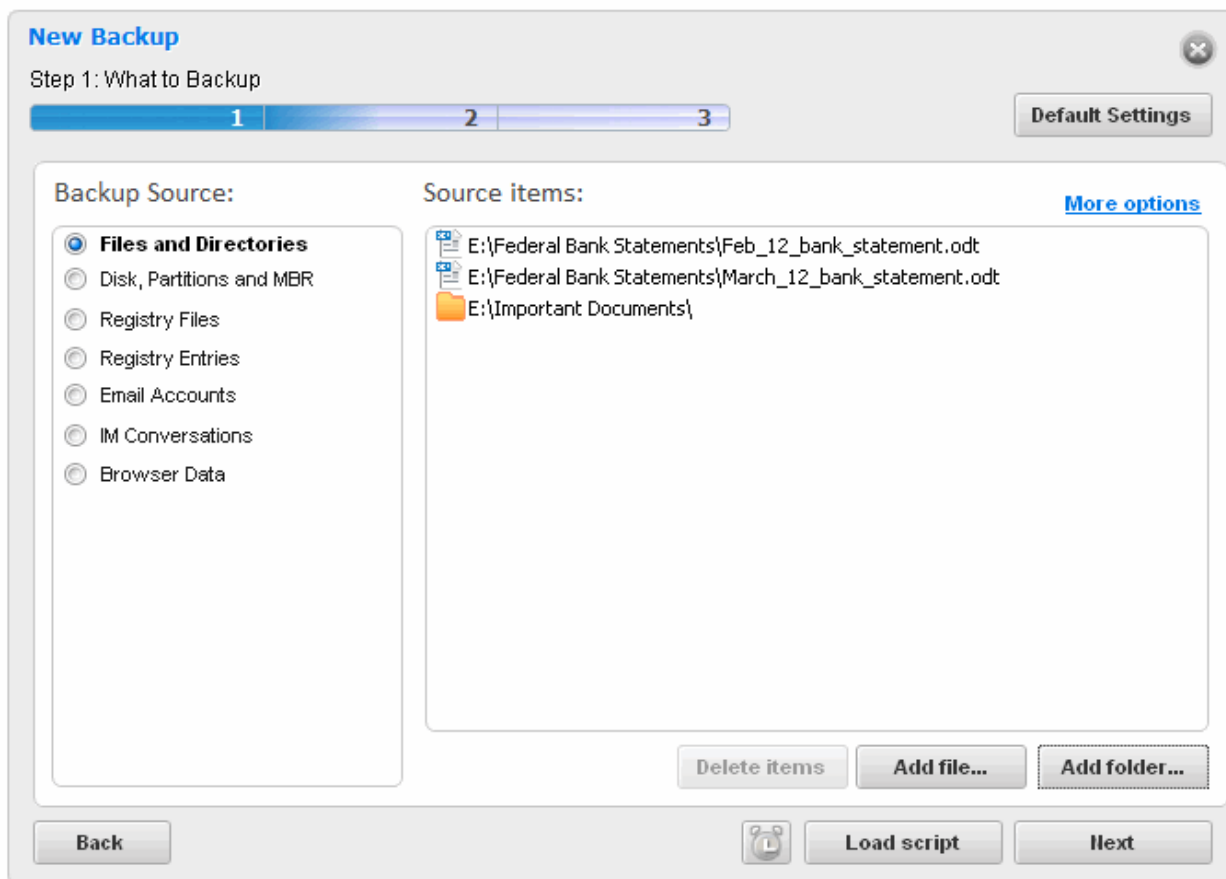 New Backup
Step 1: What to Backup
1 2 3
Default Settings
Backup Source:
Files and Directories
Disk, Partitions and MBR
Registry Files
Registry Entries
Email Accounts
IM Conversations
Browser Data
Source items:
More options
E:\Federal Bank Statements\Feb_12_bank_statement.odt
E:\Federal Bank Statements\March_12_bank_statement.odt
E:\Important Documents\
Delete items
Add file...
Add folder...
Back
Load script
Next